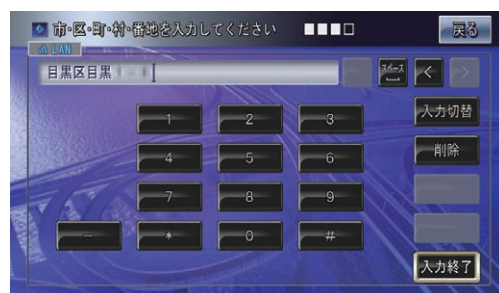 市・区・町・村・番地を入力してください ■■■□ 戻る
LAN
目黒区目黒 スペース < >
1 2 3 入力切替
4 5 6 削除
7 8 9
- * 0 #
入力終了